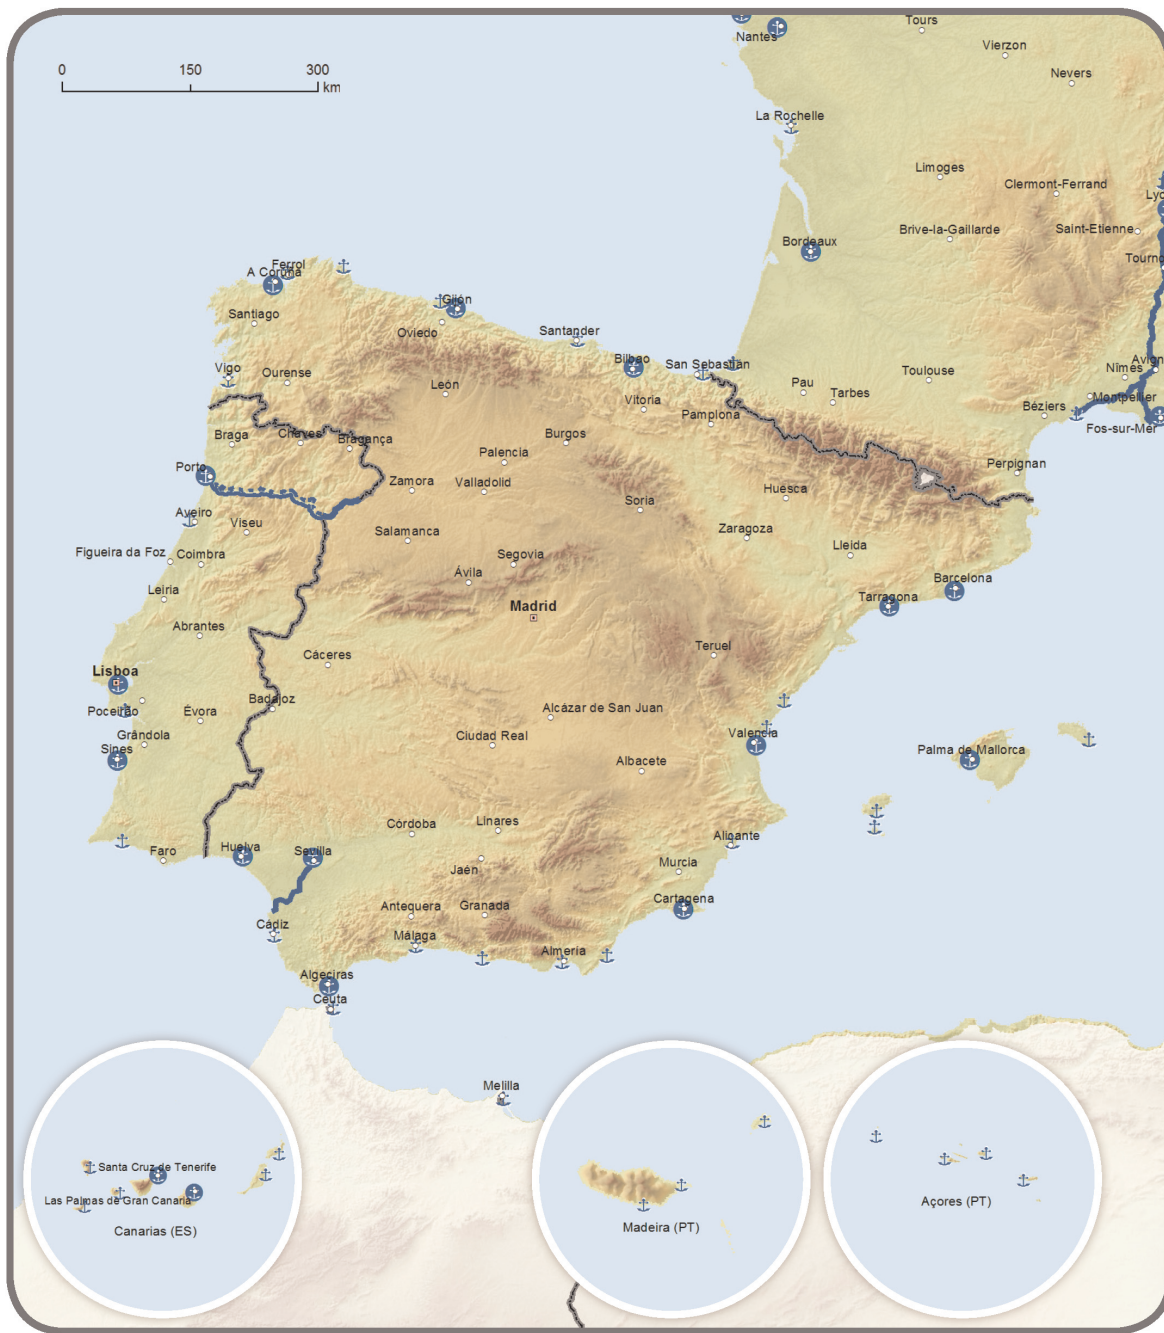 Tours
Nantes
Vierzon
0 150 300
km
Nevers
La Rochelle
Limoges
Clermont-Ferrand
Bordeaux
Brive-la-Gaillarde
Saint-Etienne
Ferrol
A Coruña
Gijón
Santiago
Oviedo
Santander
Bilbao
San Sebastián
Vigo
Ourense
León
Vitoria
Pamplona
Pau
Tarbes
Toulouse
Nîmes
Montpellier
Béziers
Fos-sur-Mer
Braga
Chaves
Bragança
Burgos
Palencia
Perpignan
Porto
Zamora
Valladolid
Soria
Huesca
Aveiro
Viseu
Salamanca
Zaragoza
Figueira da Foz
Coimbra
Segovia
Lleida
Leiria
Ávila
Barcelona
Tarragona
Madrid
Abrantes
Cáceres
Teruel
Lisboa
Badajoz
Poceirão
Évora
Alcázar de San Juan
Grândola
Ciudad Real
Valencia
Sines
Palma de Mallorca
Albacete
Córdoba
Linares
Alicante
Faro
Huelva
Sevilla
Jaén
Murcia
Cartagena
Antequera
Granada
Cádiz
Málaga
Almería
Algeciras
Ceuta
Melilla
Santa Cruz de Tenerife
Las Palmas de Gran Canaria
Canarias (ES)
Madeira (PT)
Açores (PT)